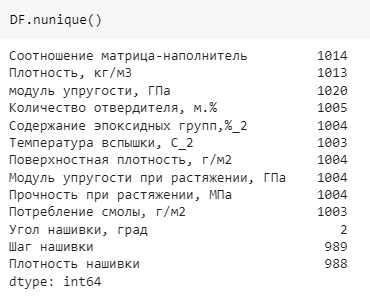 DF.nunique()
Соотношение матрица-наполнитель 1014
Плотность, кг/м3 1013
модуль упругости, ГПа 1020
Количество отвердителя, м.% 1005
Содержание эпоксидных групп,%_2 1004
Температура вспышки, С_2 1003
Поверхностная плотность, г/м2 1004
Модуль упругости при растяжении, ГПа 1004
Прочность при растяжении, МПа 1004
Потребление смолы, г/м2 1003
Угол нашивки, град 2
Шаг нашивки 989
Плотность нашивки 988
dtype: int64